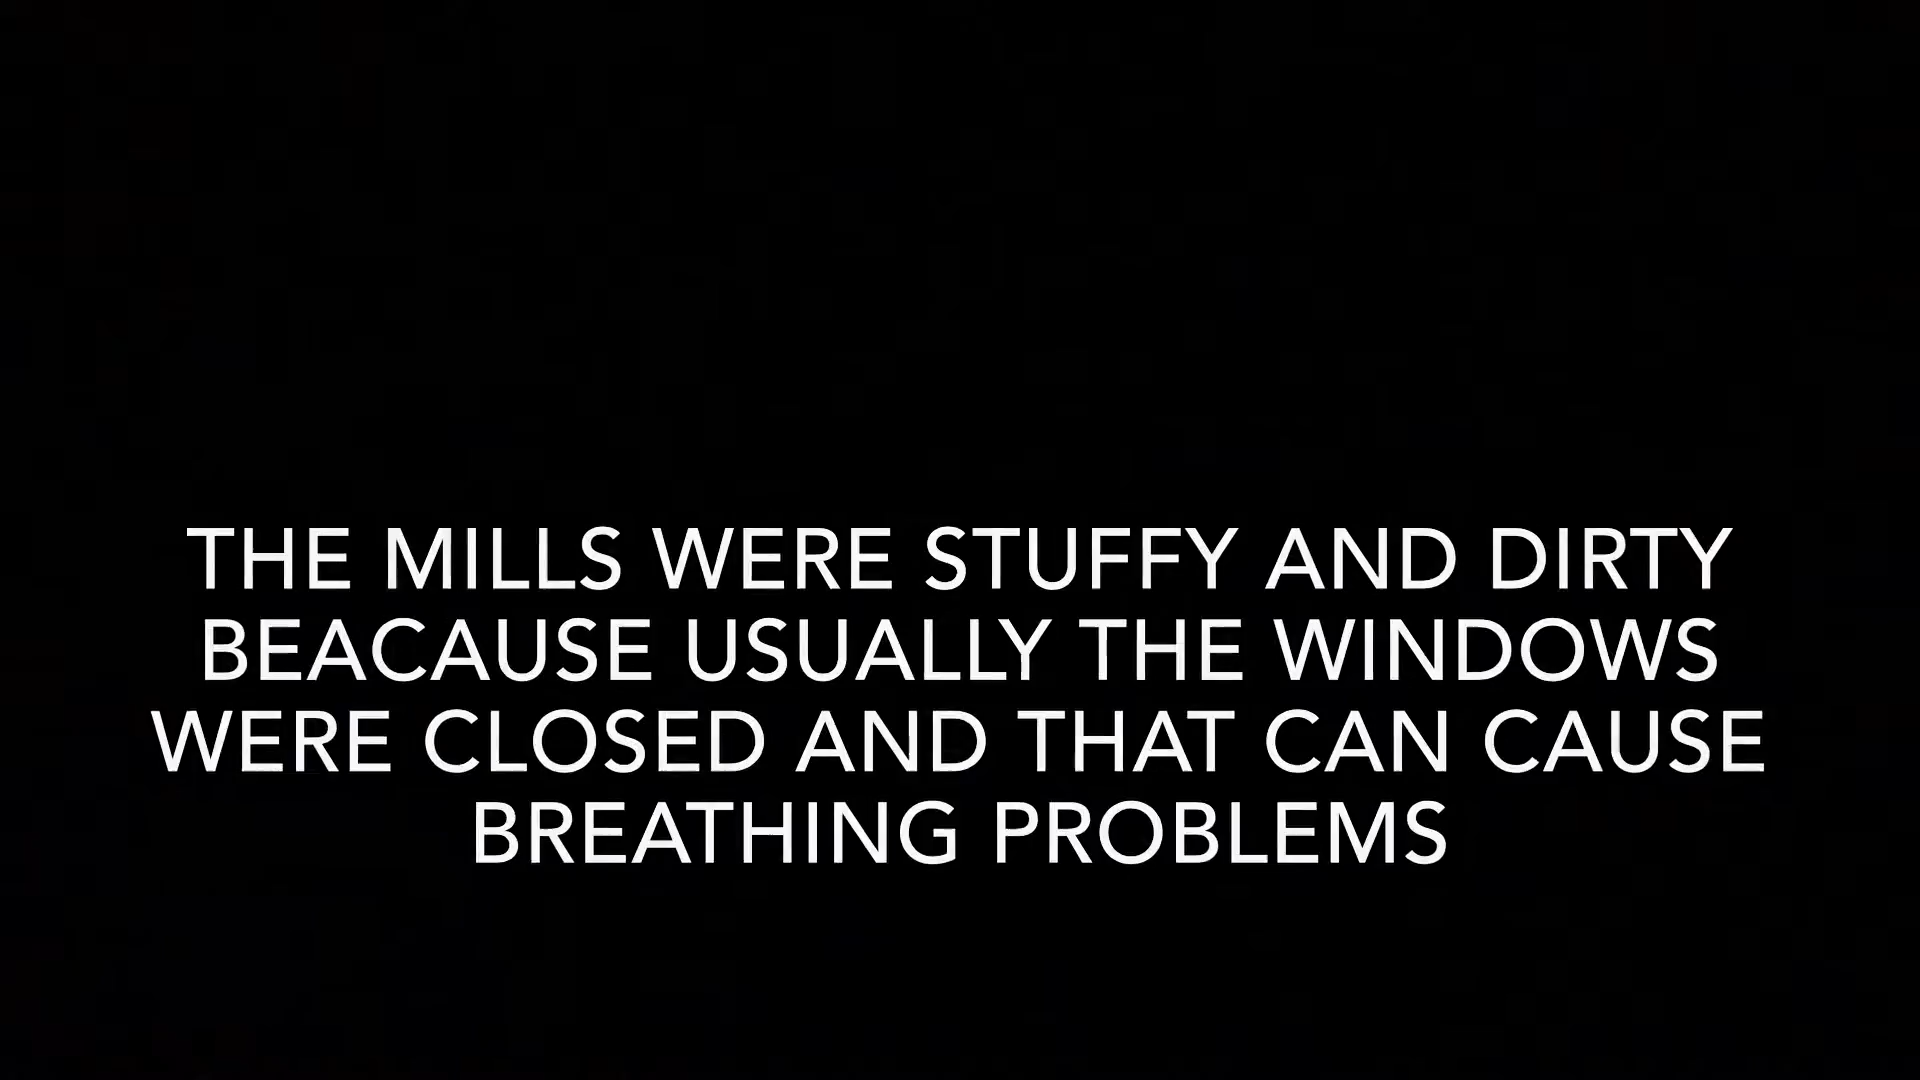 THE MILLS WERE STUFFY AND DIRTY
BEACAUSE USUALLY THE WINDOWS
WERE CLOSED AND THAT CAN CAUSE
BREATHING PROBLEMS